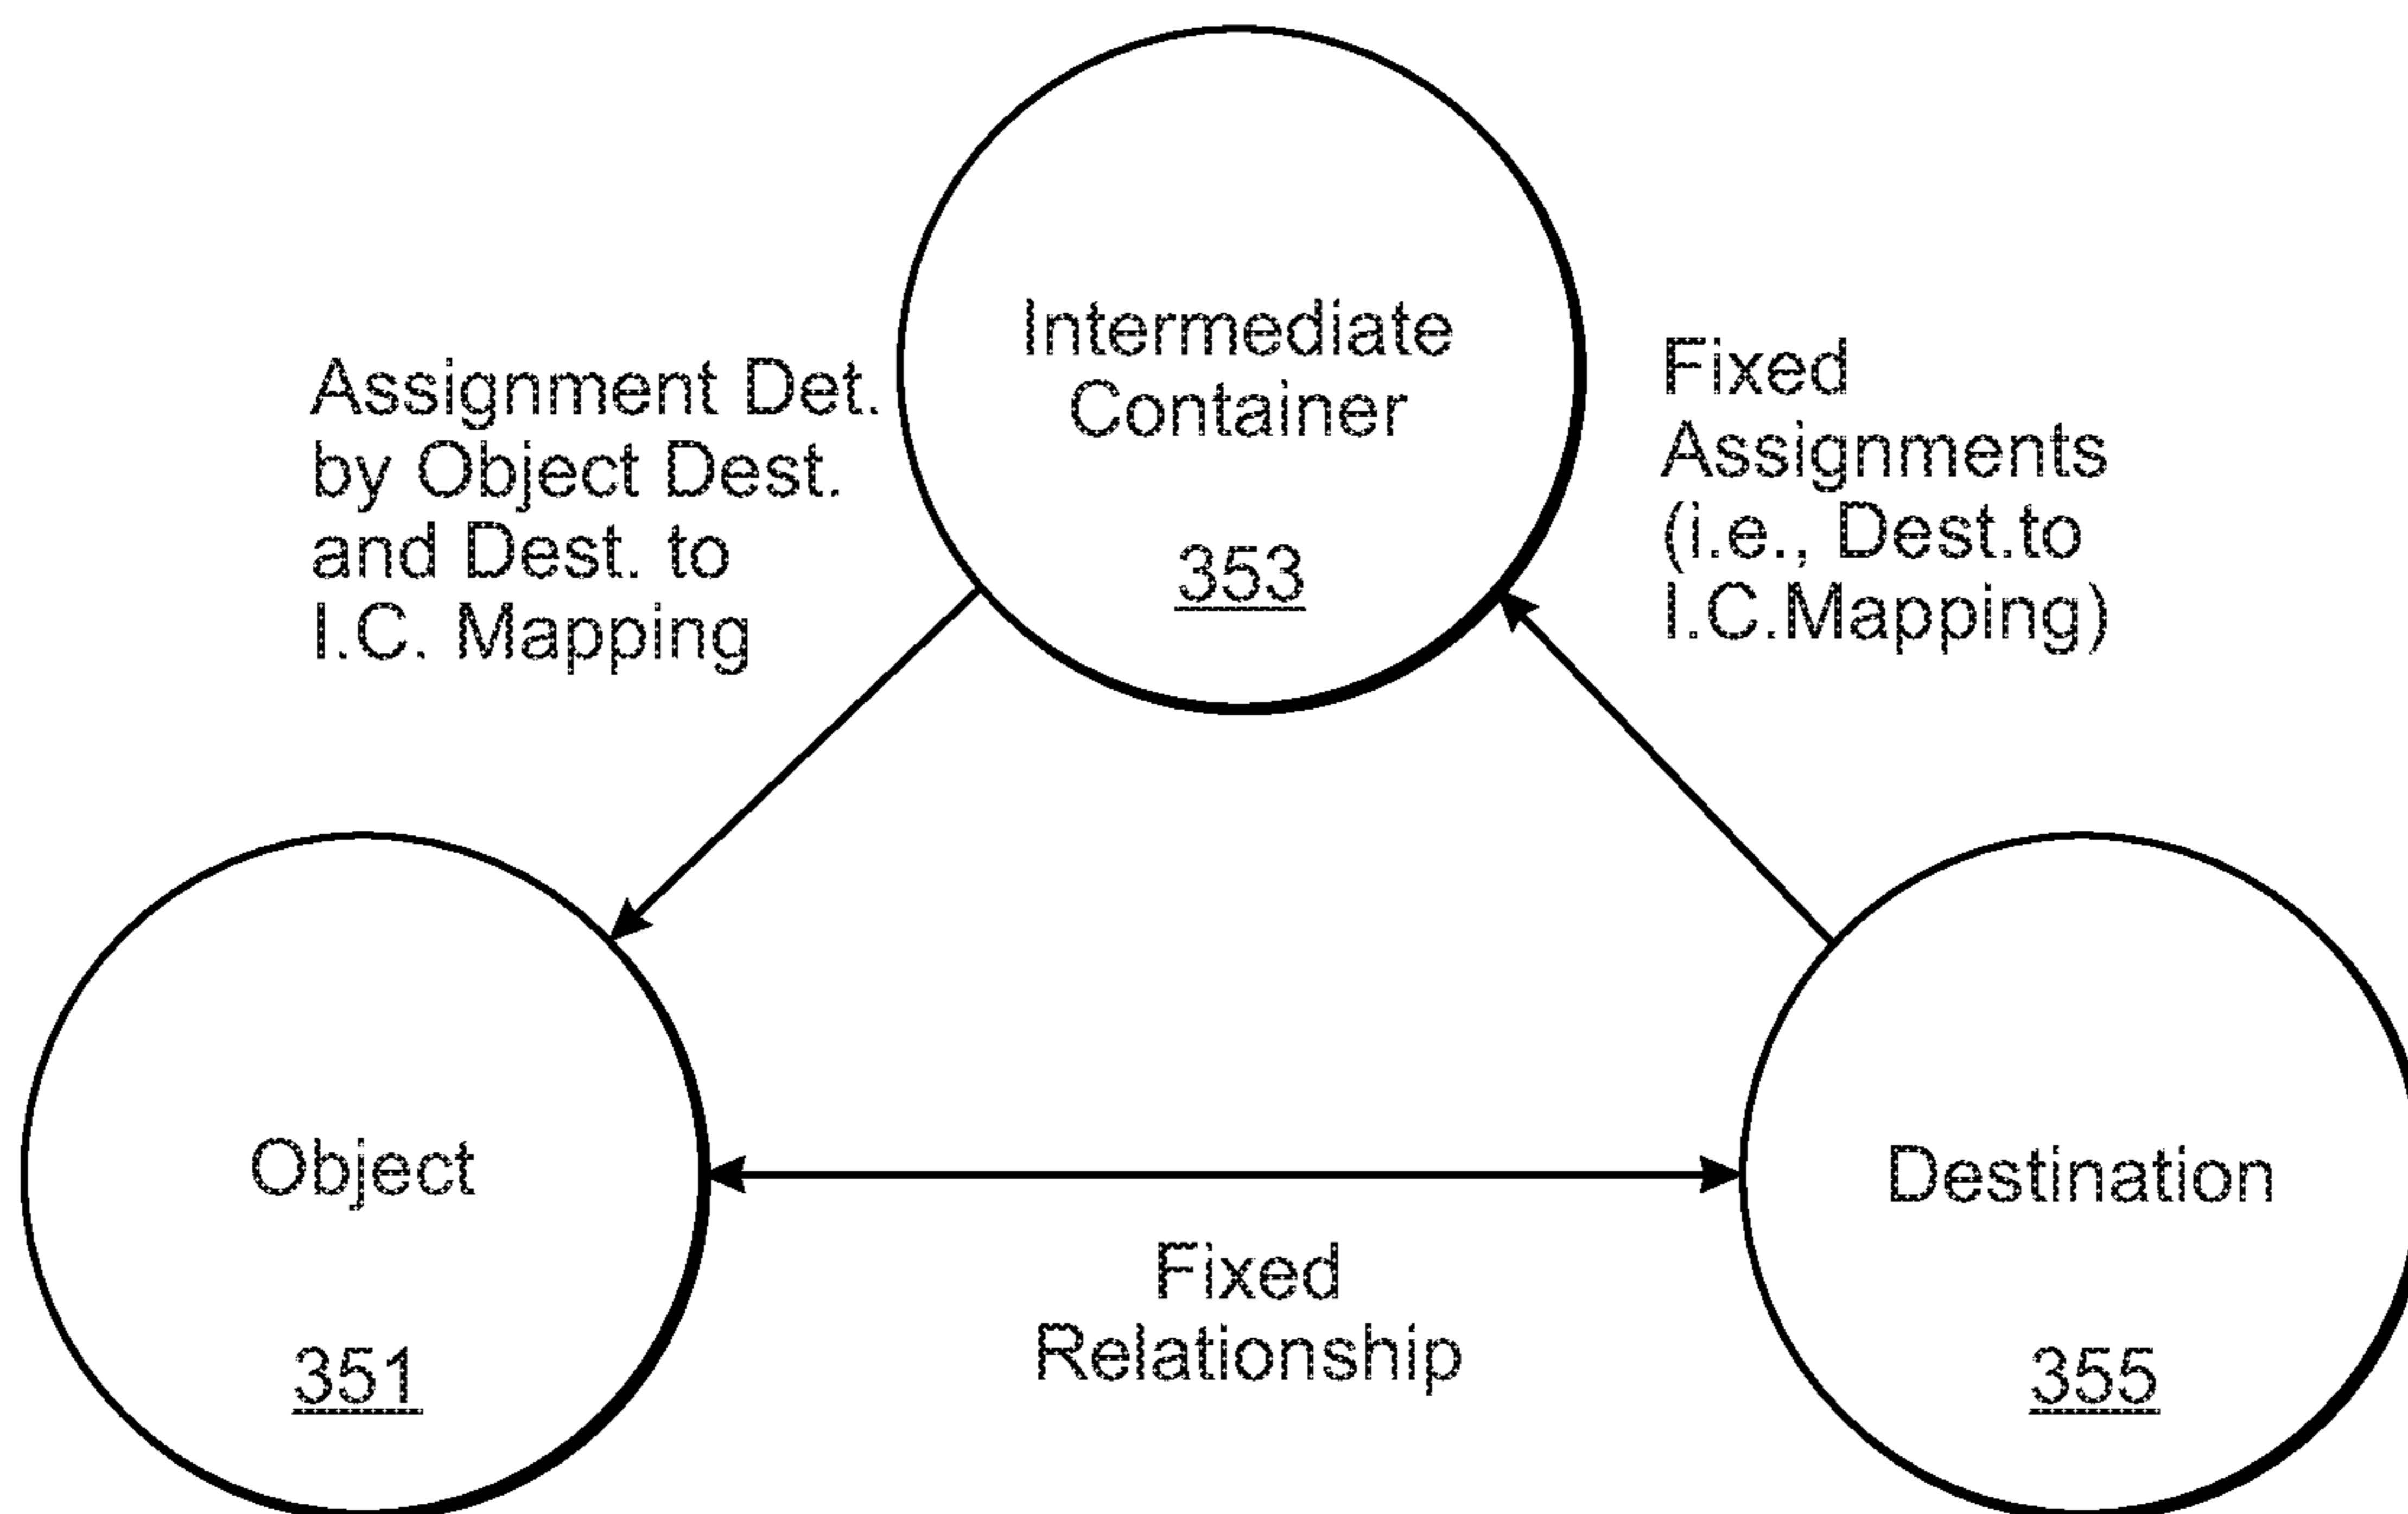 Intermediate
Container
353
Assignment Det.
by Object Dest.
and Dest. to
I.C. Mapping
Fixed
Assignments
(i.e., Dest.to
I.C.Mapping)
Object
351
Fixed
Relationship
Destination
355